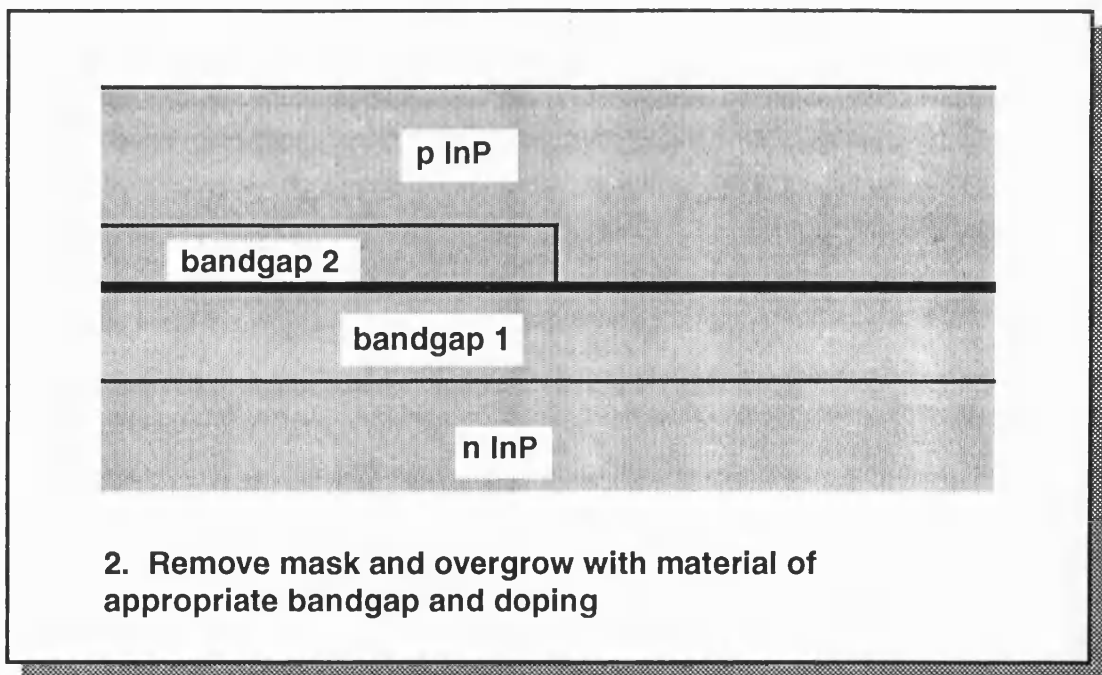 p InP
bandgap 2
bandgap 1
n InP
2. Remove mask and overgrow with material of
appropriate bandgap and doping